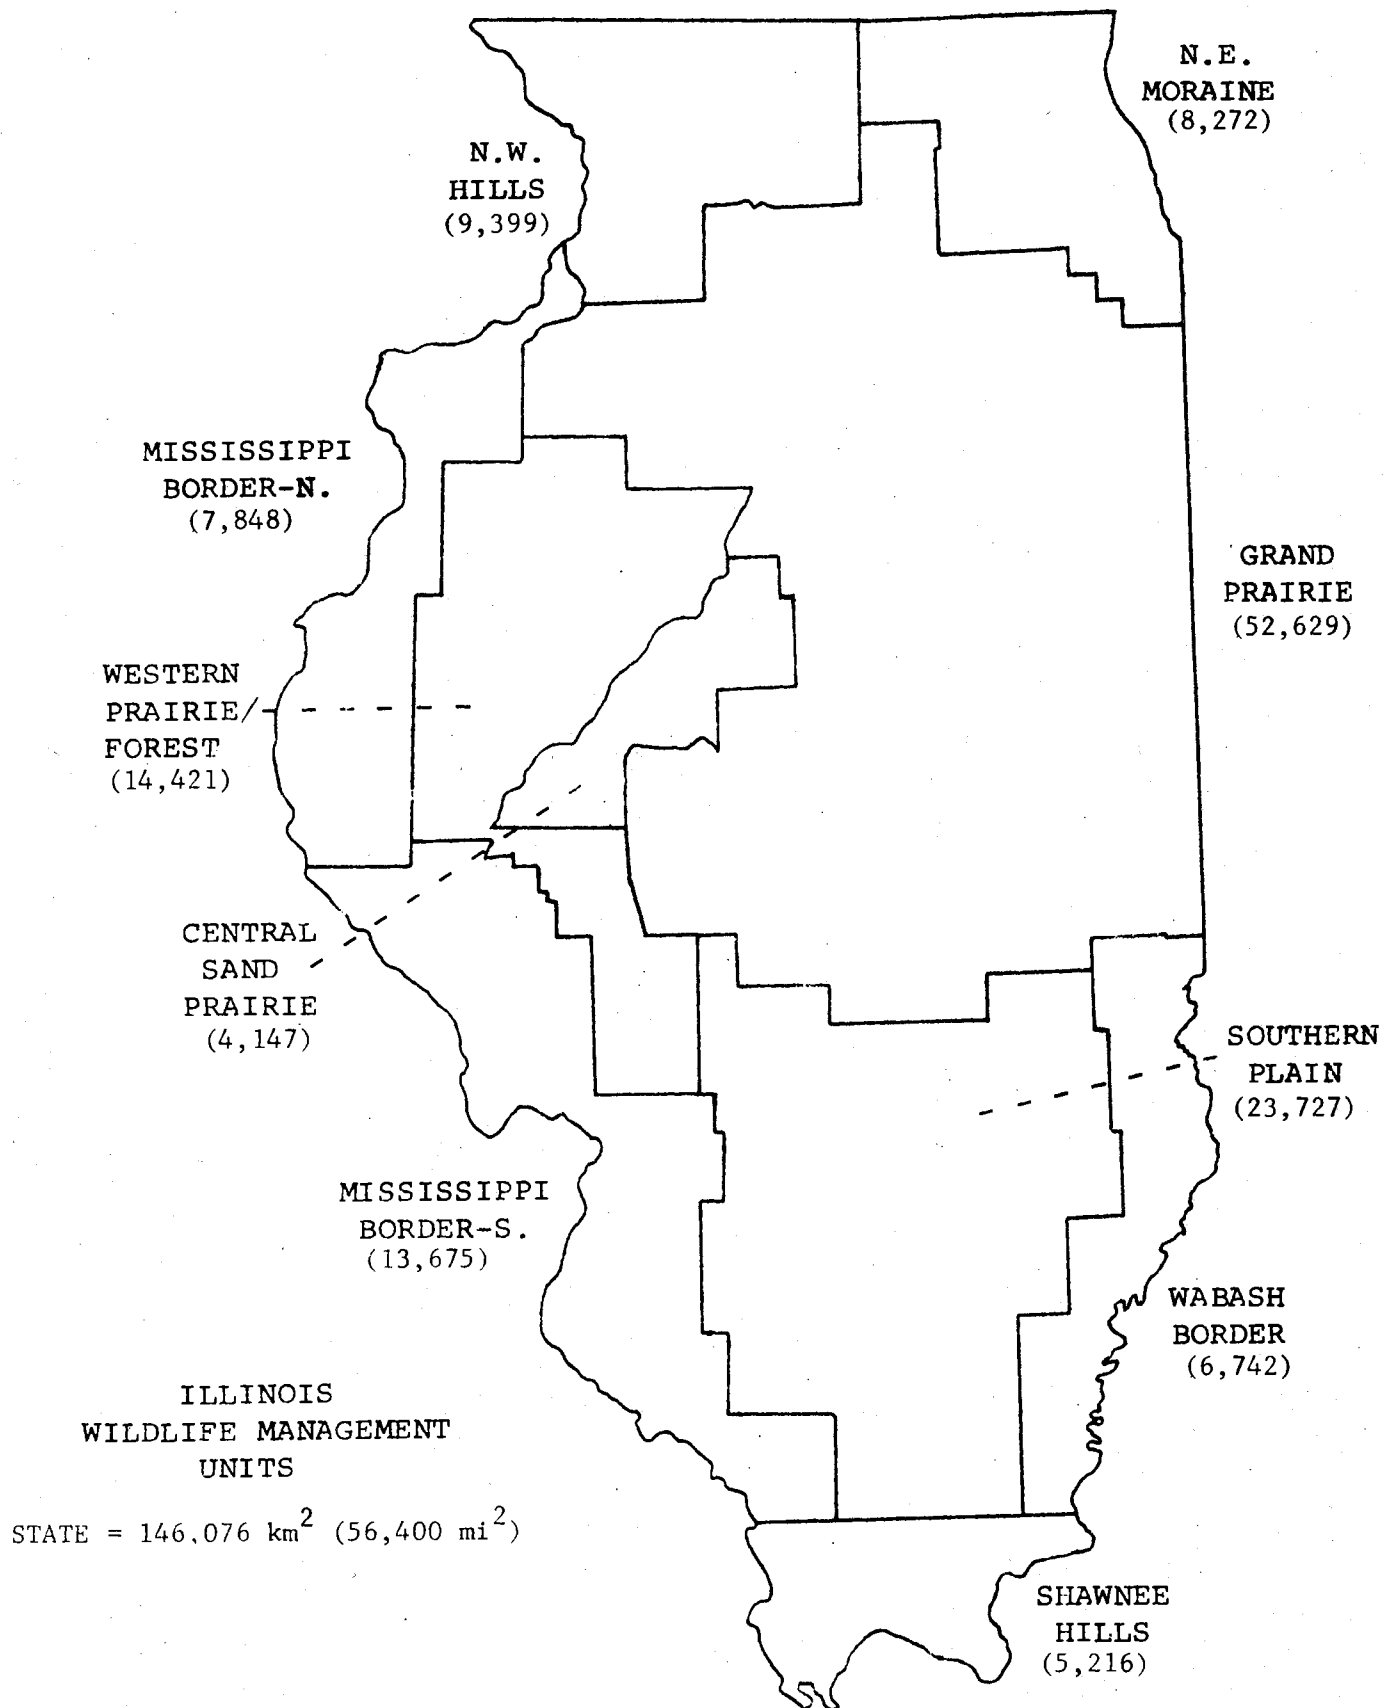 N.E.
MORAINE
(8,272)
N.W.
HILLS
(9,399)
MISSISSIPPI
BORDER-N.
(7,848)
GRAND
PRAIRIE
(52,629)
WESTERN
PRAIRIE/
FOREST
(14,421)
CENTRAL
SAND
PRAIRIE
(4,147)
SOUTHERN
PLAIN
(23,727)
MISSISSIPPI
BORDER-S.
(13,675)
WABASH
BORDER
(6,742)
ILLINOIS
WILDLIFE MANAGEMENT
UNITS
STATE = 146,076 km² (56,400 mi²)
SHAWNEE
HILLS
(5,216)